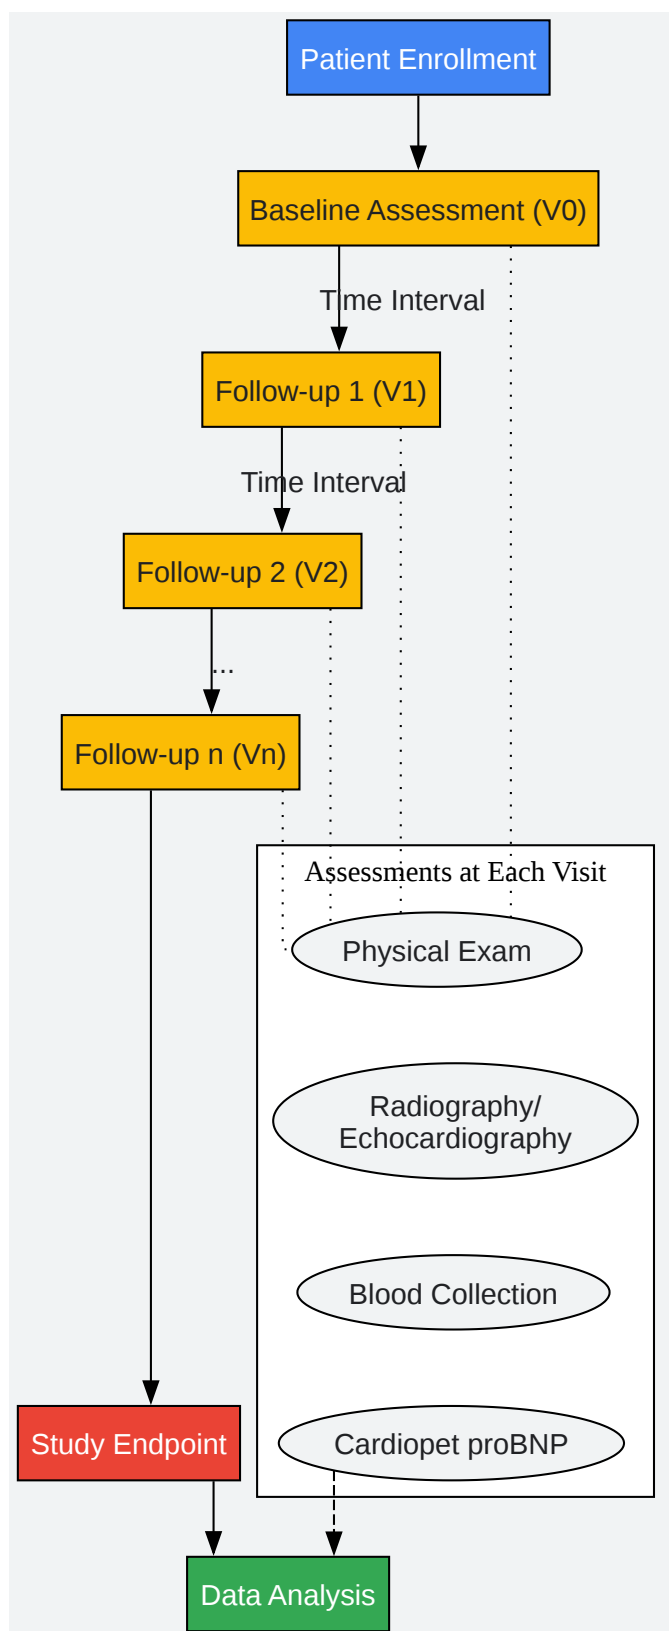 Patient Enrollment
Baseline Assessment (V0)
Time Interval
Follow-up 1 (V1)
Time Interval
Follow-up 2 (V2)
...
Follow-up n (Vn)
Assessments at Each Visit
Physical Exam
Radiography/
Echocardiography
Blood Collection
Study Endpoint
Cardiopet proBNP
Data Analysis